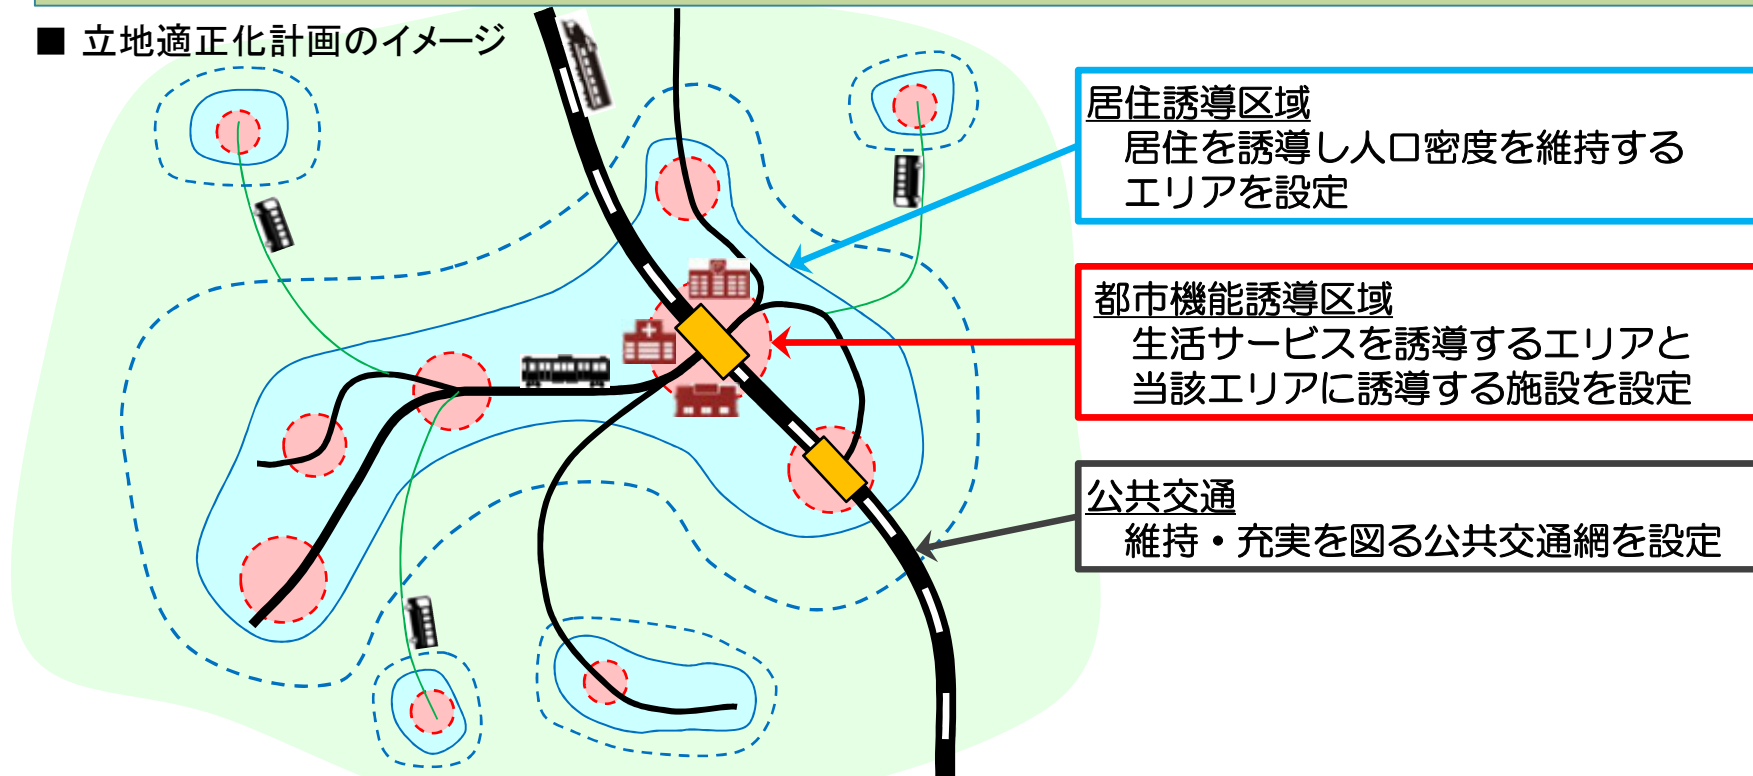 ■ 立地適正化計画のイメージ
居住誘導区域
居住を誘導し人口密度を維持する
エリアを設定
都市機能誘導区域
生活サービスを誘導するエリアと
当該エリアに誘導する施設を設定
公共交通
維持・充実を図る公共交通網を設定